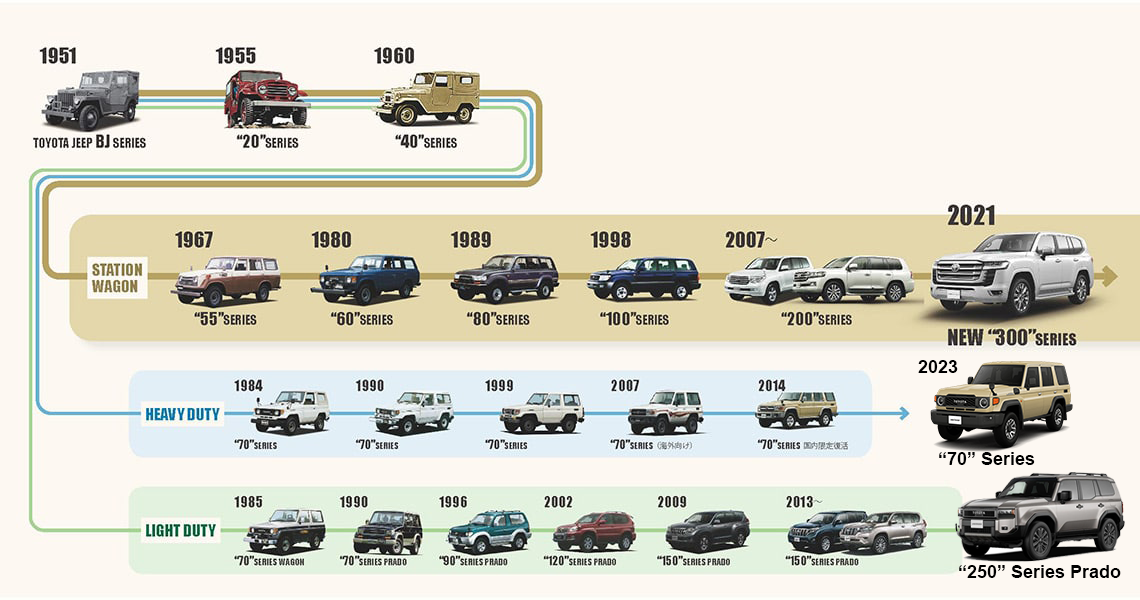 1951
1955
1960
TOYOTA JEEP BJ SERIES
“20”SERIES
“40”SERIES
2021
1967
1980
1989
1998
2007～
STATION
WAGON
“55”SERIES
“60”SERIES
“80”SERIES
“100”SERIES
“200”SERIES
NEW “300”SERIES
2023
1984
1990
1999
2007
2014
HEAVY DUTY
“70”SERIES
“70”SERIES
“70”SERIES
“70”SERIES（海外向け）
“70”SERIES 国内限定復活
“70” Series
1985
1990
1996
2002
2009
2013～
LIGHT DUTY
“70”SERIES WAGON
“70”SERIES PRADO
“90”SERIES PRADO
“120”SERIES PRADO
“150”SERIES PRADO
“150”SERIES PRADO
“250” Series Prado